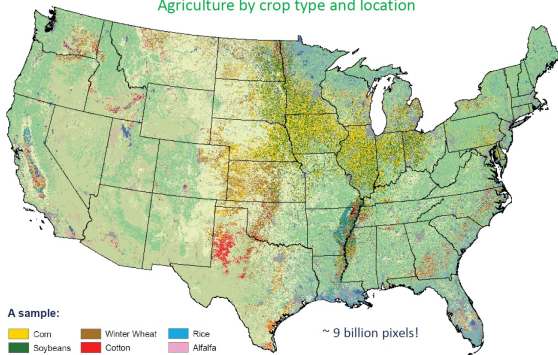 Agriculture by crop type and location
A sample:
Corn
Winter Wheat
Rice
Soybeans
Cotton
Alfalfa
~ 9 billion pixels!